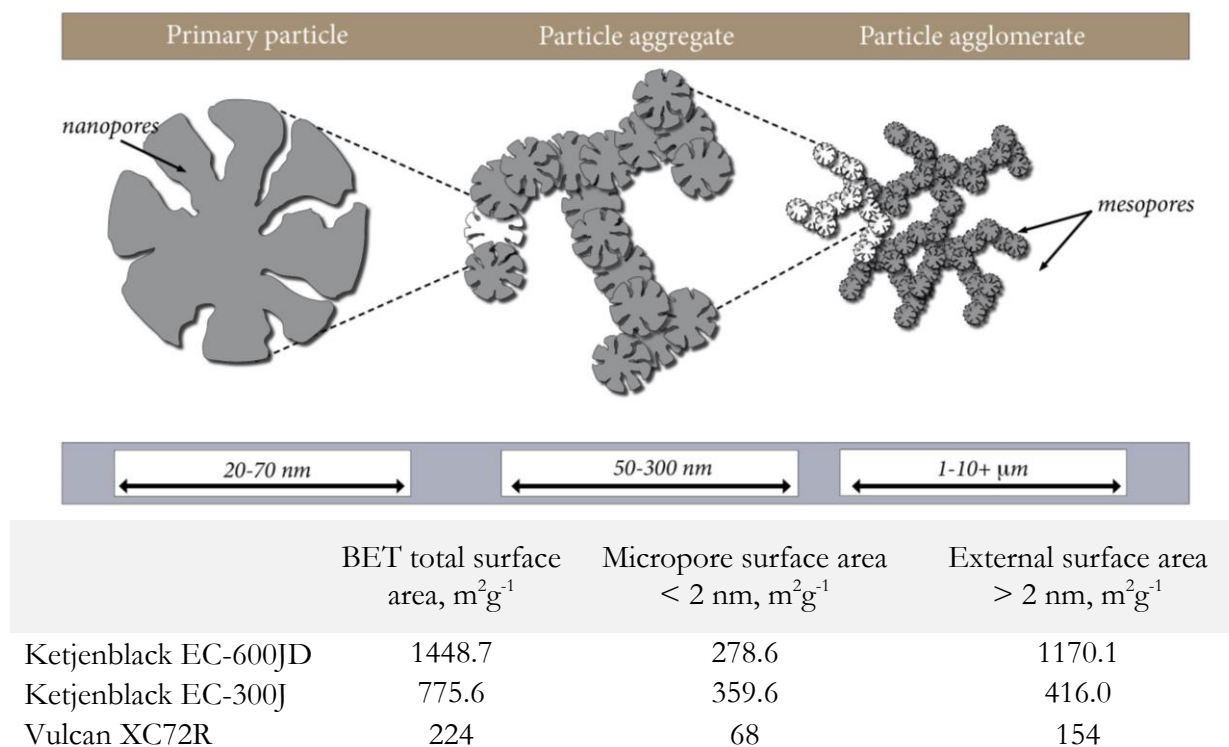 Primary particle Particle aggregate Particle agglomerate
nanopores
mesopores
20-70 nm 50-300 nm 1-10+ μm
BET total surface area, m²g⁻¹ Micropore surface area < 2 nm, m²g⁻¹ External surface area > 2 nm, m²g⁻¹
Ketjenblack EC-600JD 1448.7 278.6 1170.1
Ketjenblack EC-300J 775.6 359.6 416.0
Vulcan XC72R 224 68 154